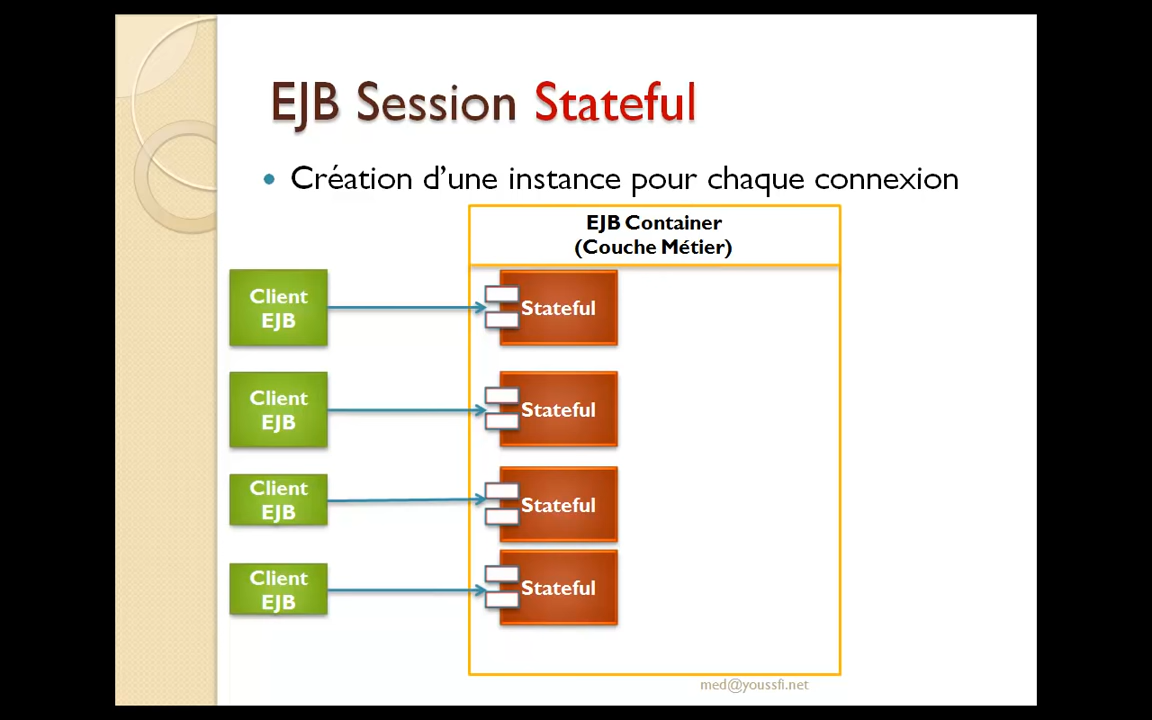 EJB Session Stateful
• Création d’une instance pour chaque connexion
EJB Container
(Couche Métier)
Client
EJB
Stateful
Client
EJB
Stateful
Client
EJB
Stateful
Client
EJB
Stateful
med@youssfi.net